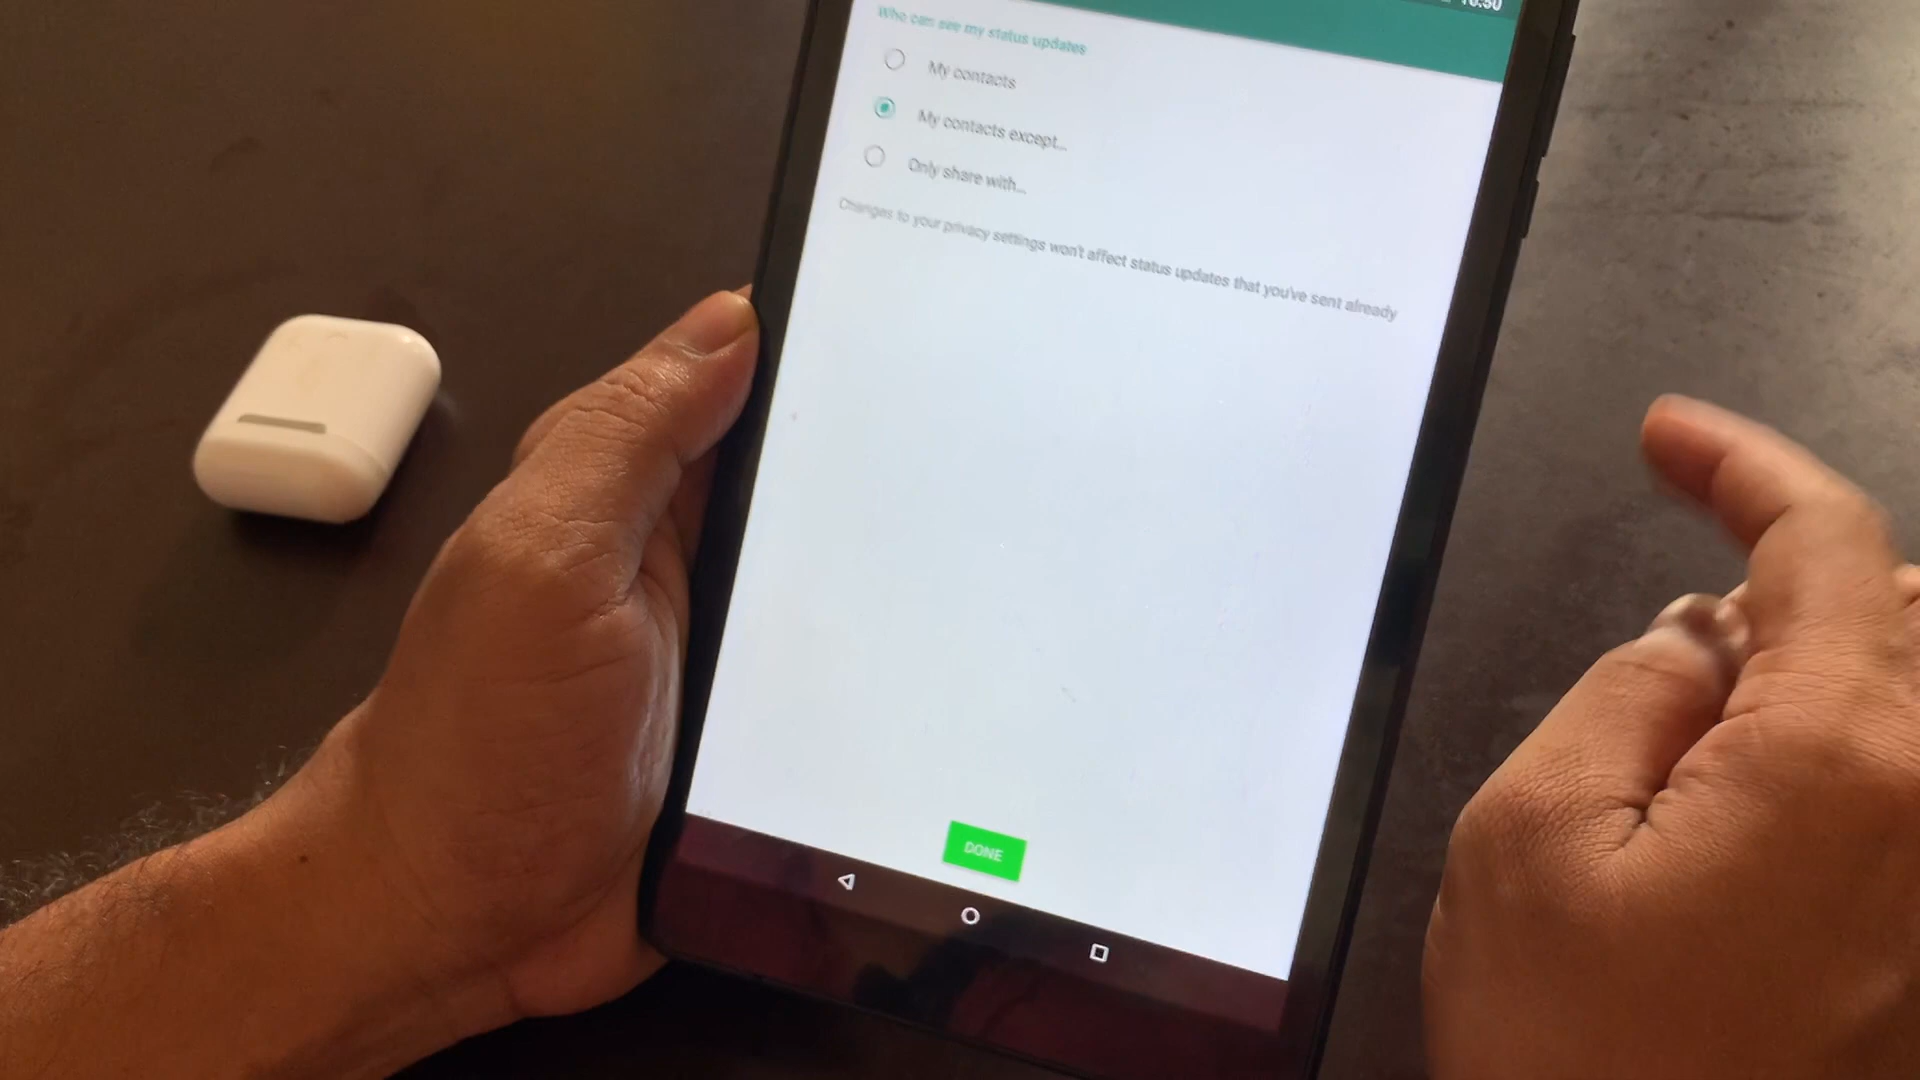 Who can see my status updates
My contacts
My contacts except...
Only share with...
Changes to your privacy settings won't affect status updates that you've sent already
DONE